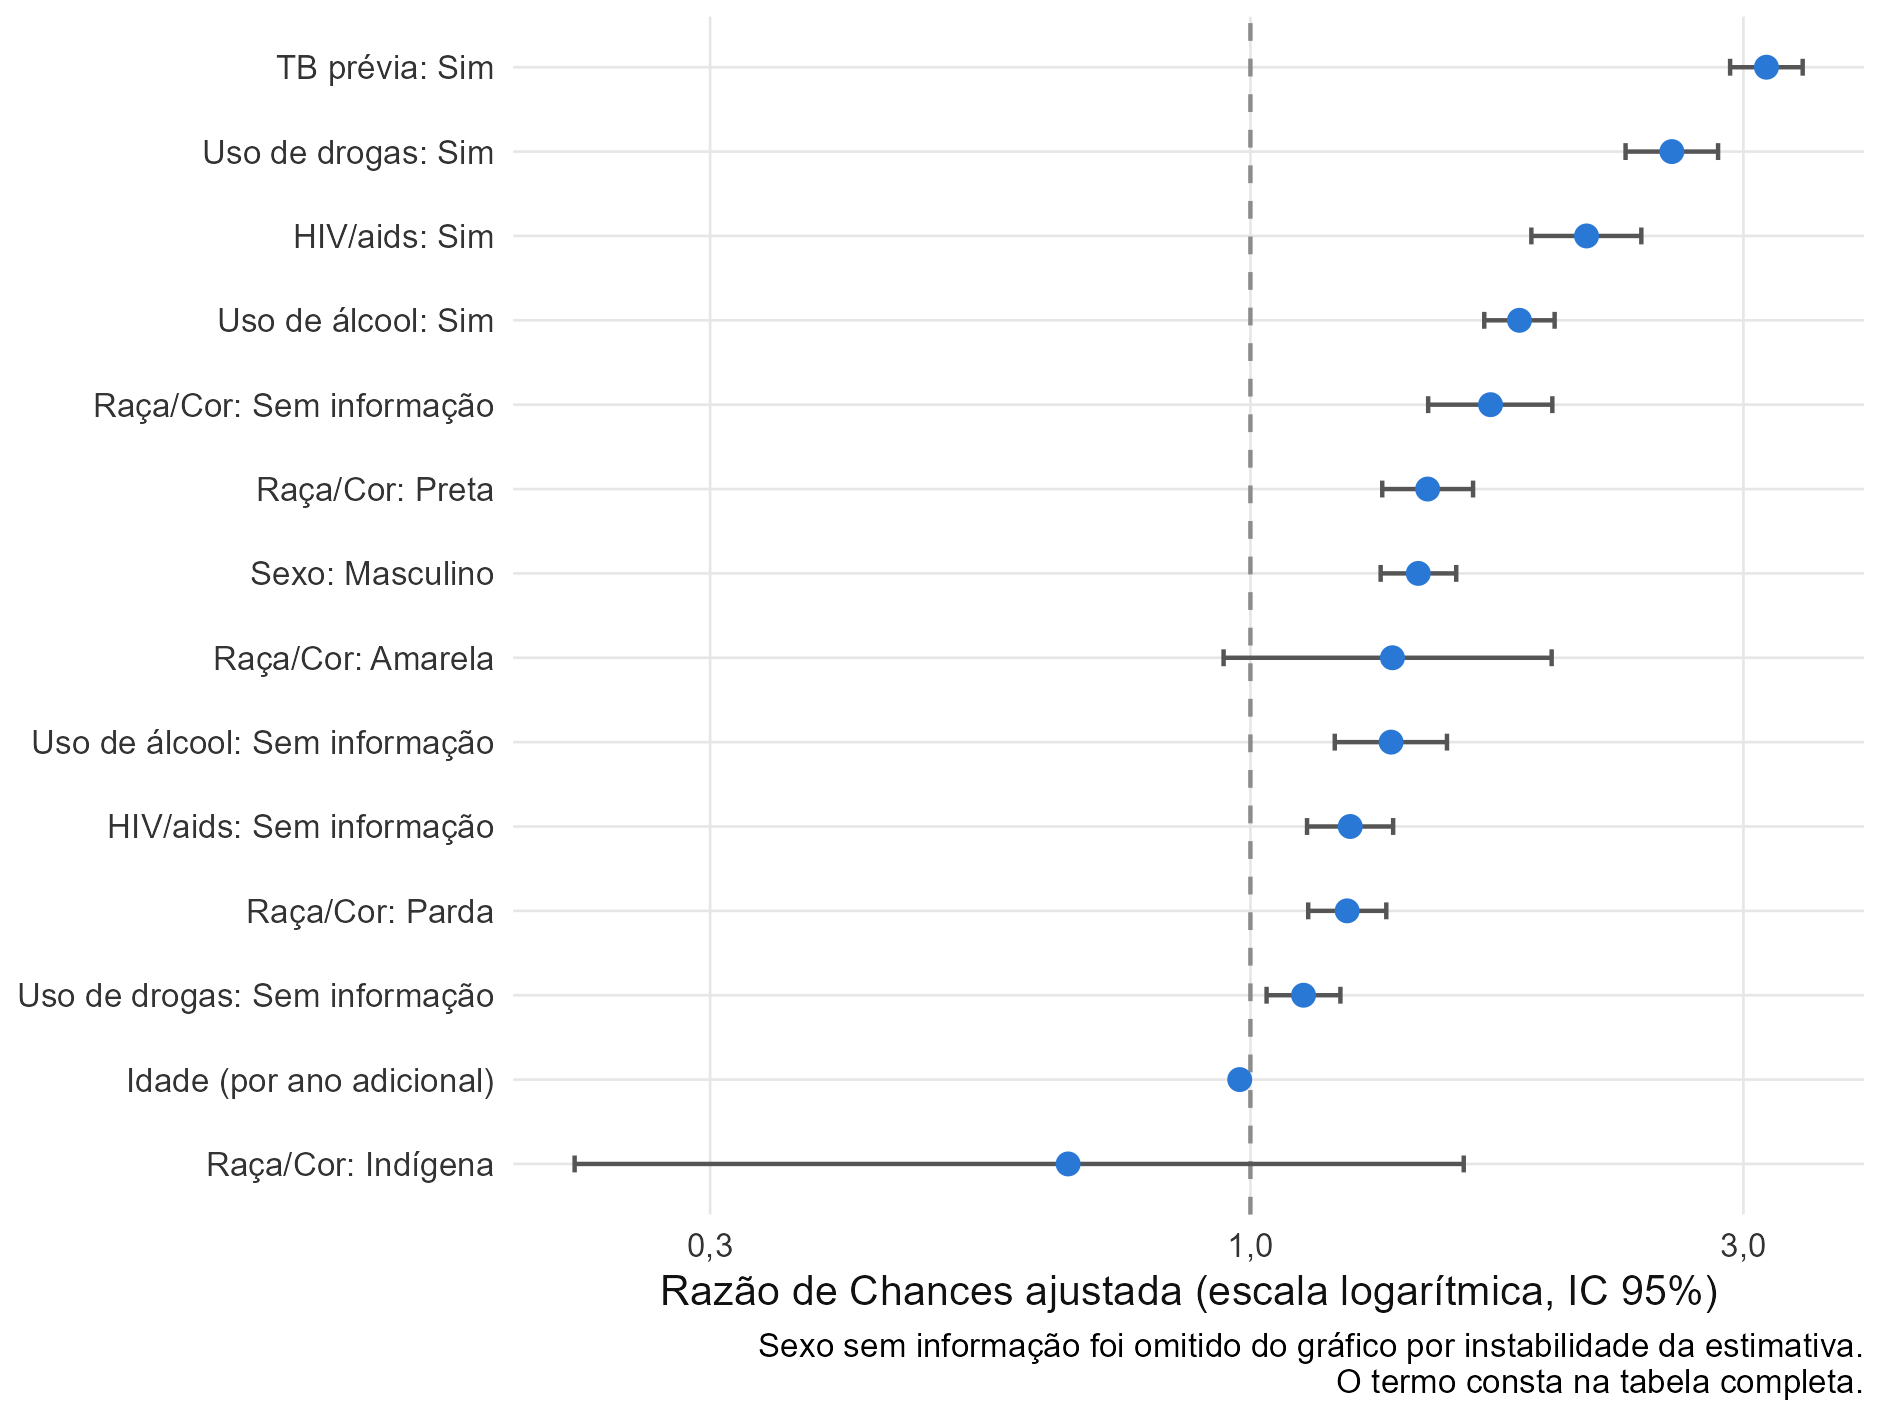 TB prévia: Sim
Uso de drogas: Sim
HIV/aids: Sim
Uso de álcool: Sim
Raça/Cor: Sem informação
Raça/Cor: Preta
Sexo: Masculino
Raça/Cor: Amarela
Uso de álcool: Sem informação
HIV/aids: Sem informação
Raça/Cor: Parda
Uso de drogas: Sem informação
Idade (por ano adicional)
Raça/Cor: Indígena
0,3 1,0 3,0
Razão de Chances ajustada (escala logarítmica, IC 95%)
Sexo sem informação foi omitido do gráfico por instabilidade da estimativa.
O termo consta na tabela completa.